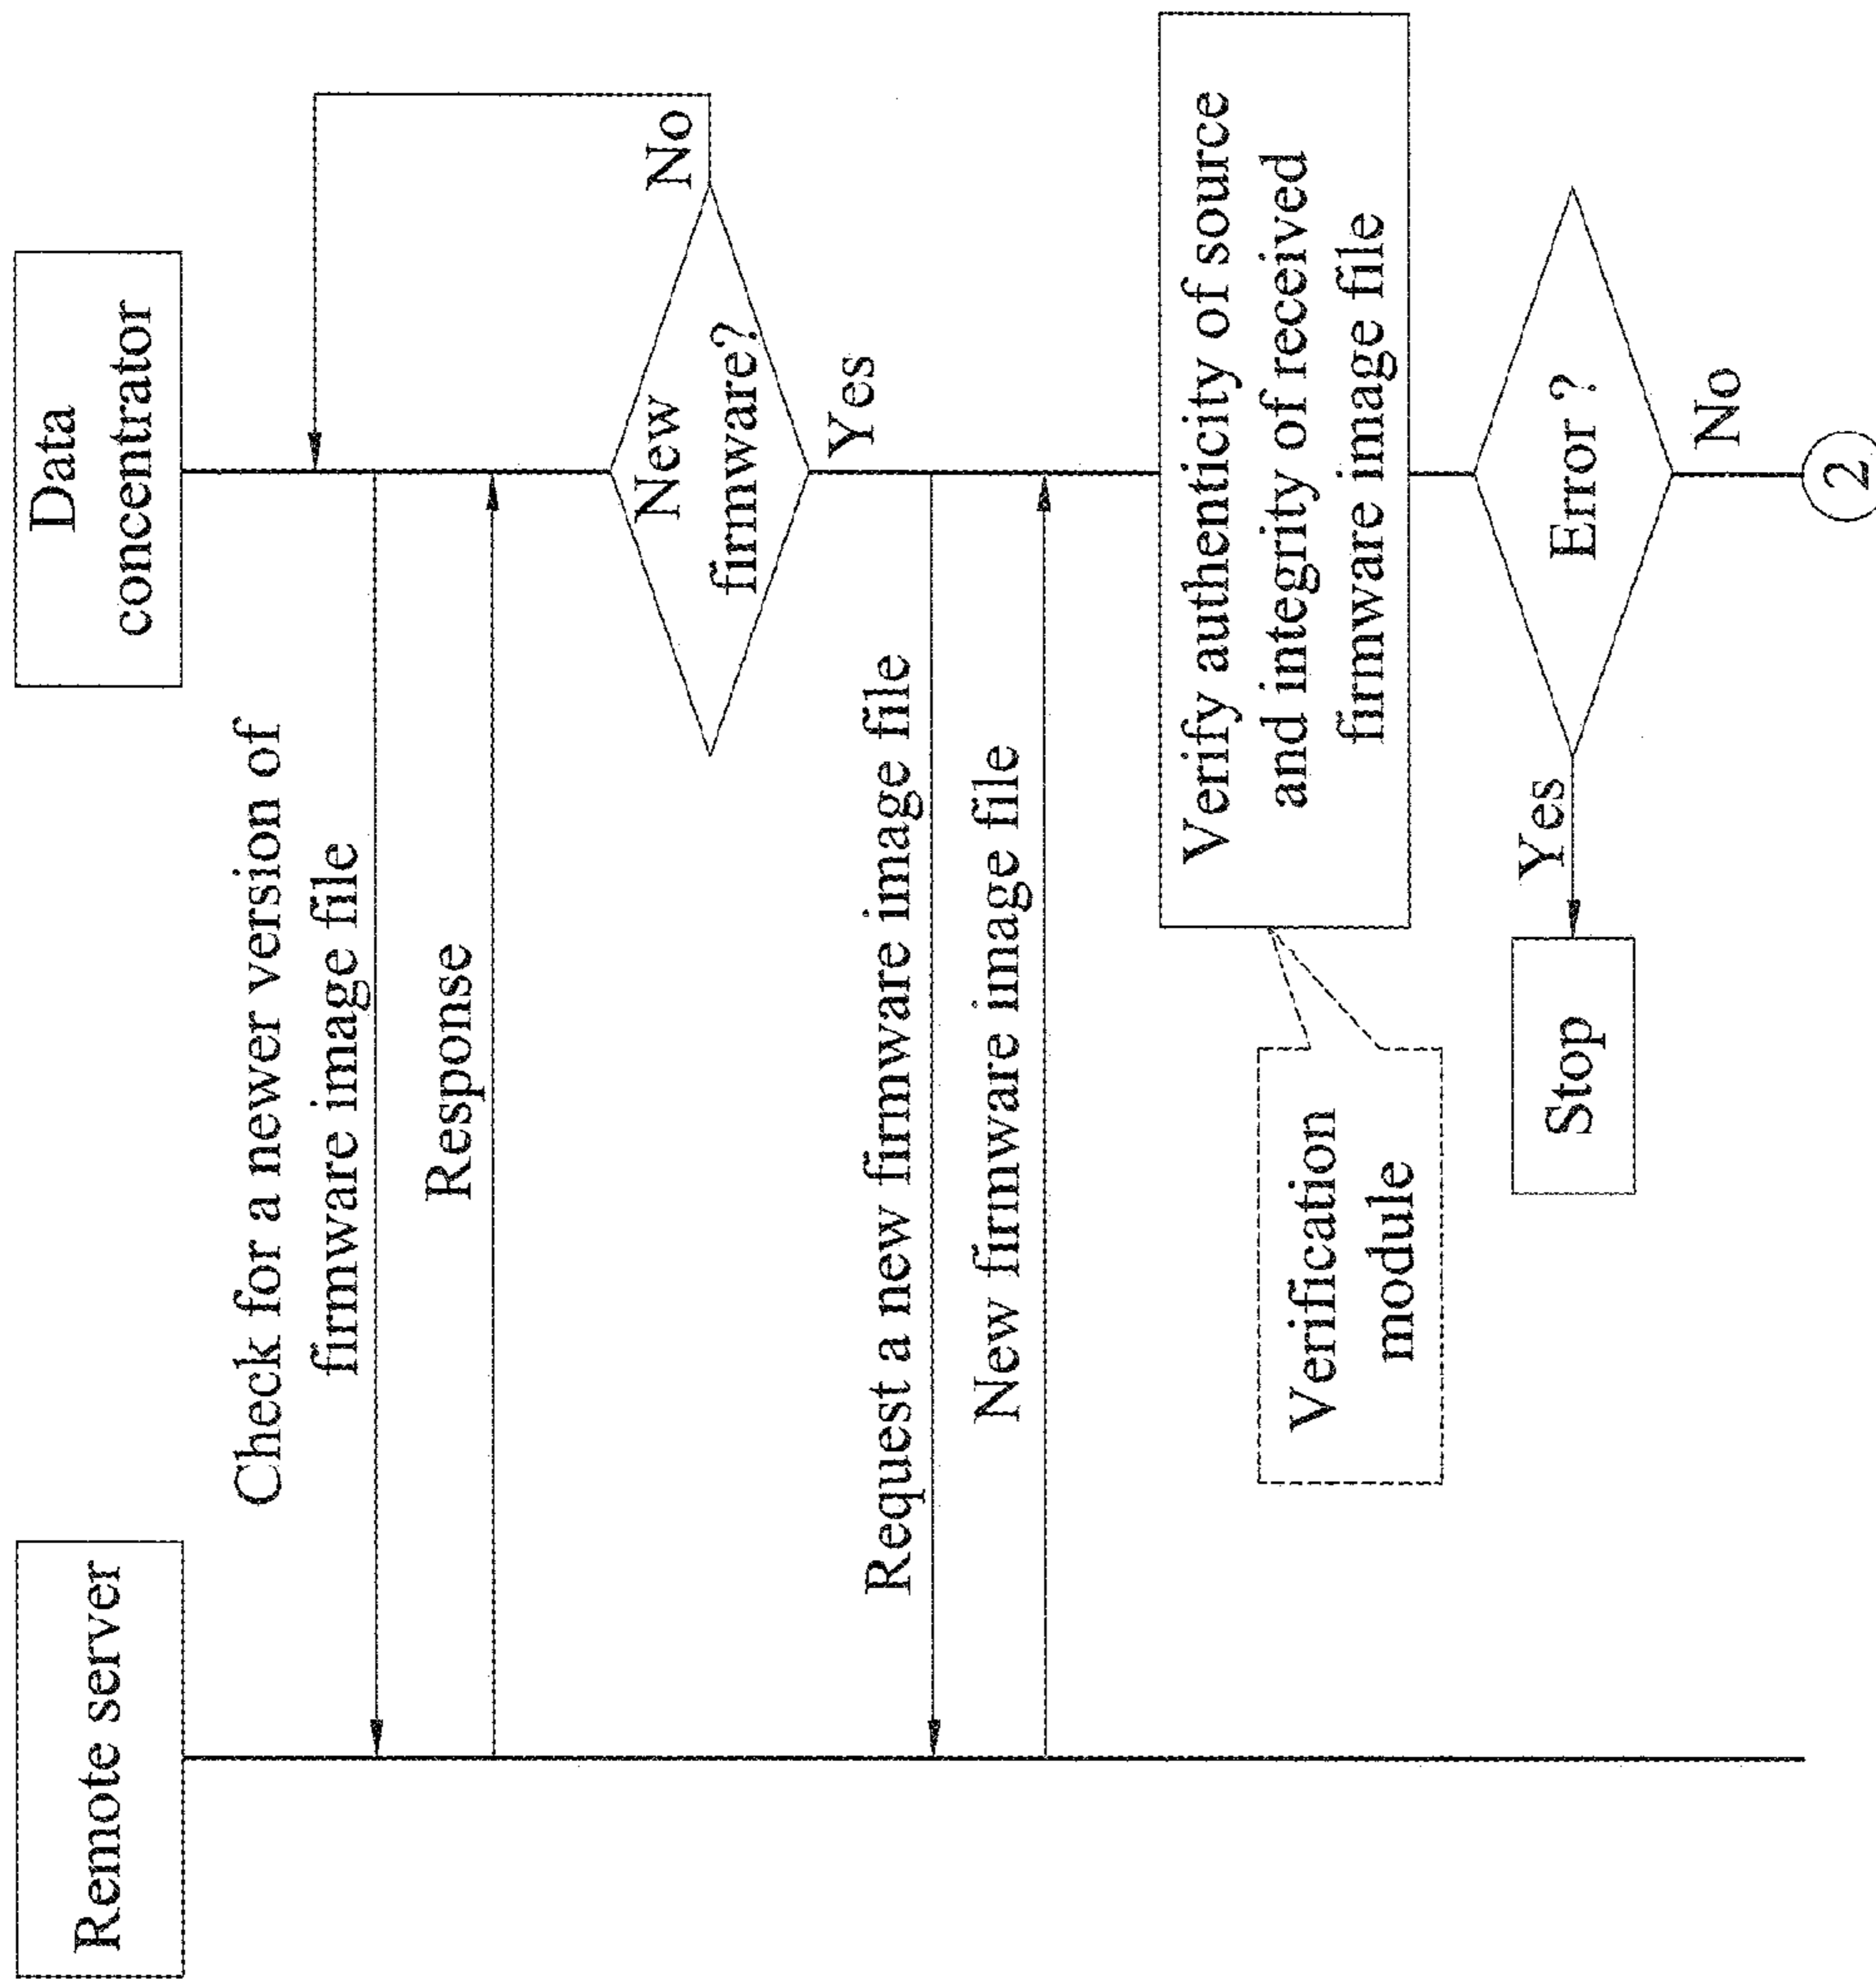 Remote server
Data
concentrator
Check for a newer version of
firmware image file
Response
New
firmware?
No
Yes
Request a new firmware image file
New firmware image file
Verify authenticity of source
and integrity of received
firmware image file
Verification
module
Error ?
Yes
Stop
No
2